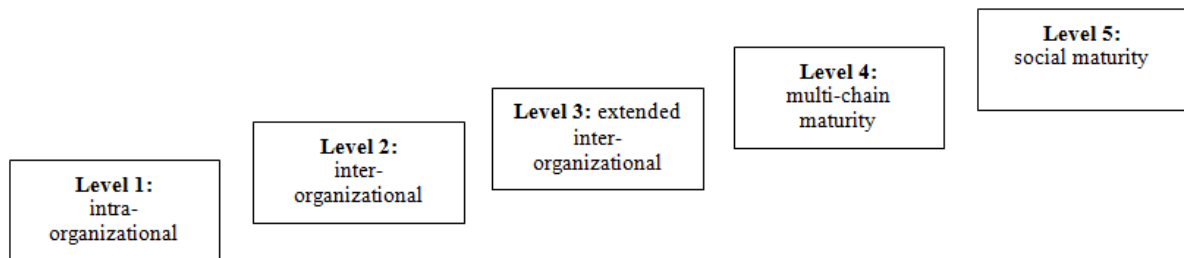 Level 1:
intra-
organizational
Level 2:
inter-
organizational
Level 3: extended
inter-
organizational
Level 4:
multi-chain
maturity
Level 5:
social maturity